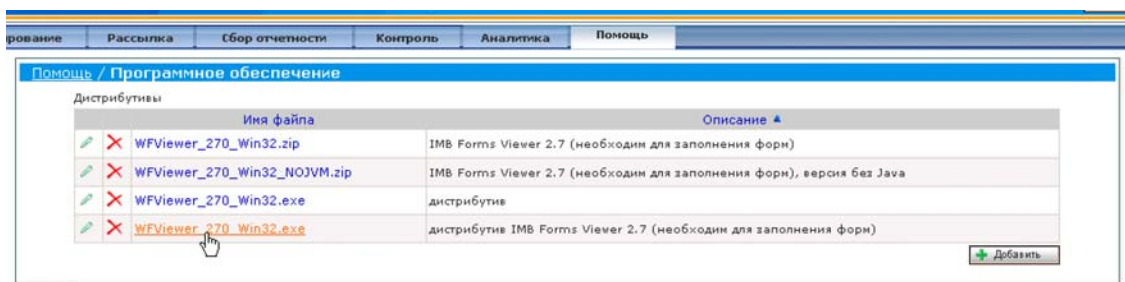 рование Рассылка Сбор отчетности Контроль Аналитика Помощь
Помощь / Программное обеспечение
Дистрибутивы
Имя файла Описание
WFViewer_270_Win32.zip IMB Forms Viewer 2.7 (необходим для заполнения форм)
WFViewer_270_Win32_NOJVM.zip IMB Forms Viewer 2.7 (необходим для заполнения форм), версия без Java
WFViewer_270_Win32.exe дистрибутив
WFViewer_270_Win32.exe дистрибутив IMB Forms Viewer 2.7 (необходим для заполнения форм)
Добавить